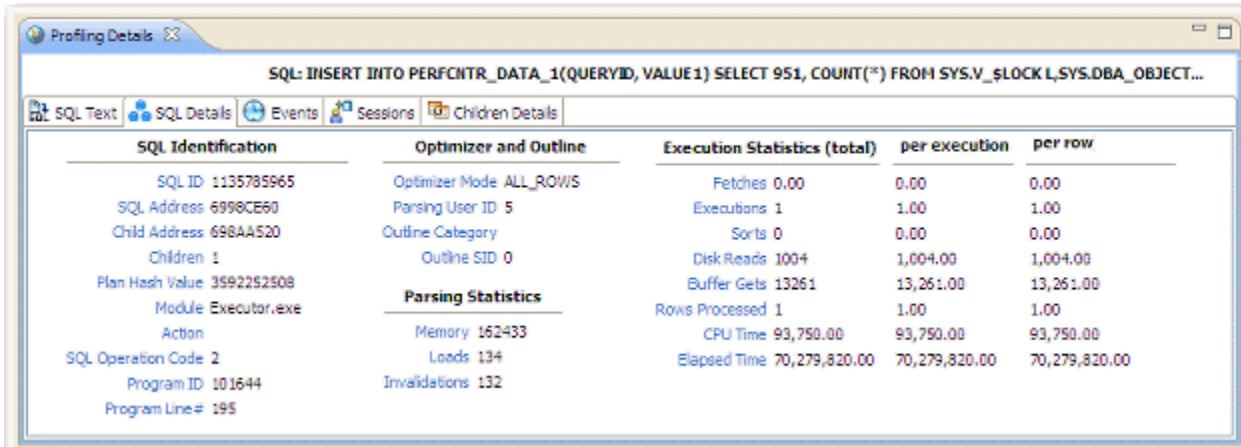 Profiling Details
SQL: INSERT INTO PERFCNTR_DATA_1(QUERYID, VALUE1) SELECT 951, COUNT(*) FROM SYS.V_$LOCK L,SYS.DBA_OBJECT...
SQL Text SQL Details Events Sessions Children Details
SQL Identification
SQL ID 1135785965
SQL Address 6998CE60
Child Address 698AA520
Children 1
Plan Hash Value 3592252508
Module Executor.exe
Action
SQL Operation Code 2
Program ID 101644
Program Line# 195
Optimizer and Outline
Optimizer Mode ALL_ROWS
Parsing User ID 5
Outline Category
Outline SID 0
Parsing Statistics
Memory 162433
Loads 134
Invalidations 132
Execution Statistics (total) per execution per row
Fetches 0.00 0.00 0.00
Executions 1 1.00 1.00
Sorts 0 0.00 0.00
Disk Reads 1004 1,004.00 1,004.00
Buffer Gets 13261 13,261.00 13,261.00
Rows Processed 1 1.00 1.00
CPU Time 93,750.00 93,750.00 93,750.00
Elapsed Time 70,279,820.00 70,279,820.00 70,279,820.00